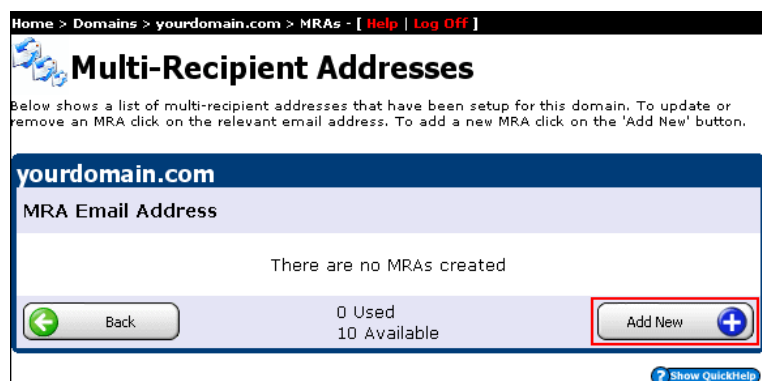 Home > Domains > yourdomain.com > MRAs - [ Help | Log Off ]
Multi-Recipient Addresses
Below shows a list of multi-recipient addresses that have been setup for this domain. To update or
remove an MRA click on the relevant email address. To add a new MRA click on the 'Add New' button.
yourdomain.com
MRA Email Address
There are no MRAs created
Back
0 Used
10 Available
Add New
? Show QuickHelp